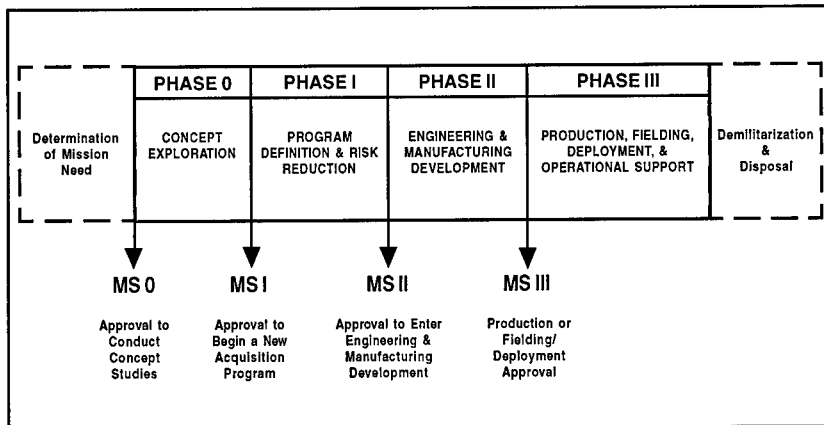 PHASE 0
PHASE I
PHASE II
PHASE III
Determination
of Mission
Need
CONCEPT
EXPLORATION
PROGRAM
DEFINITION & RISK
REDUCTION
ENGINEERING &
MANUFACTURING
DEVELOPMENT
PRODUCTION, FIELDING,
DEPLOYMENT, &
OPERATIONAL SUPPORT
Demilitarization
&
Disposal
MS 0
MS I
MS II
MS III
Approval to
Conduct
Concept
Studies
Approval to
Begin a New
Acquisition
Program
Approval to Enter
Engineering &
Manufacturing
Development
Production or
Fielding/
Deployment
Approval